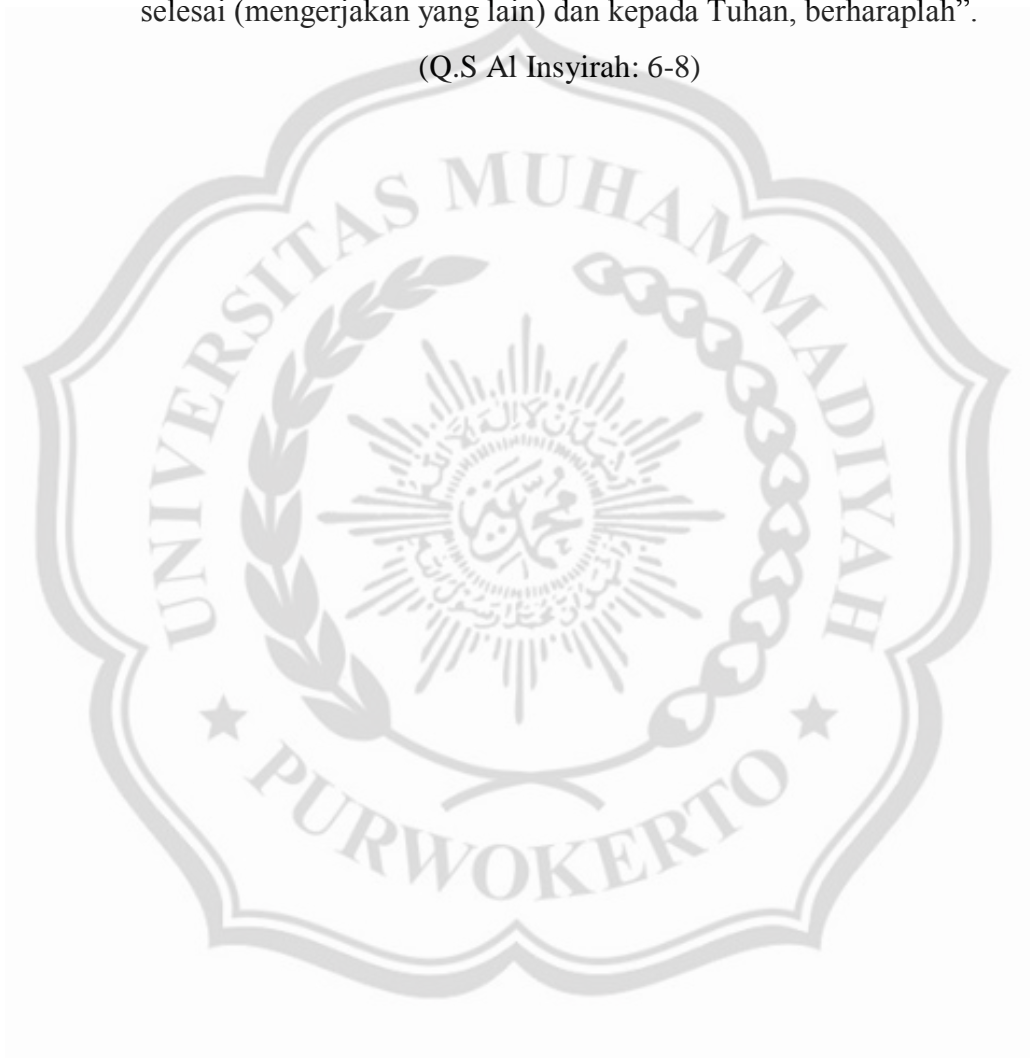 selesai (mengerjakan yang lain) dan kepada Tuhan, berharaplah”.
(Q.S Al Insyirah: 6-8)
UNIVERSITAS MUHAMMADIYAH
PURWOKERTO